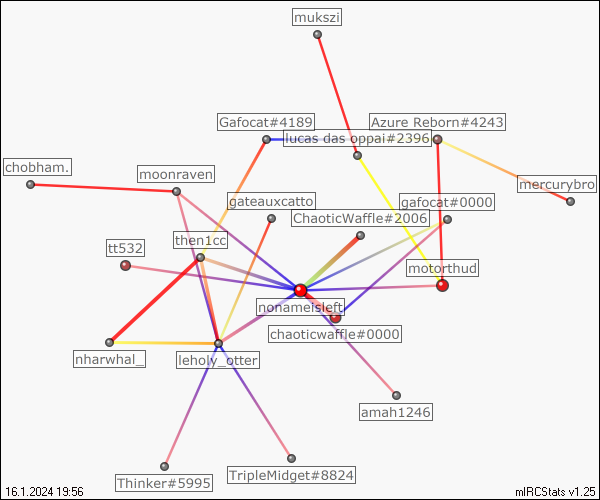 mukszi
Gafocat#4189
Azure Reborn#4243
lucas das oppai#2396
chobham.
moonraven
mercurybro
gateauxcatto
gafocat#0000
ChaoticWaffle#2006
then1cc
tt532
motorthud
nonameisleft
chaoticwaffle#0000
nharwhal_
leholy_otter
amah1246
Thinker#5995
TripleMidget#8824
16.1.2024 19:56
mIRCStats v1.25